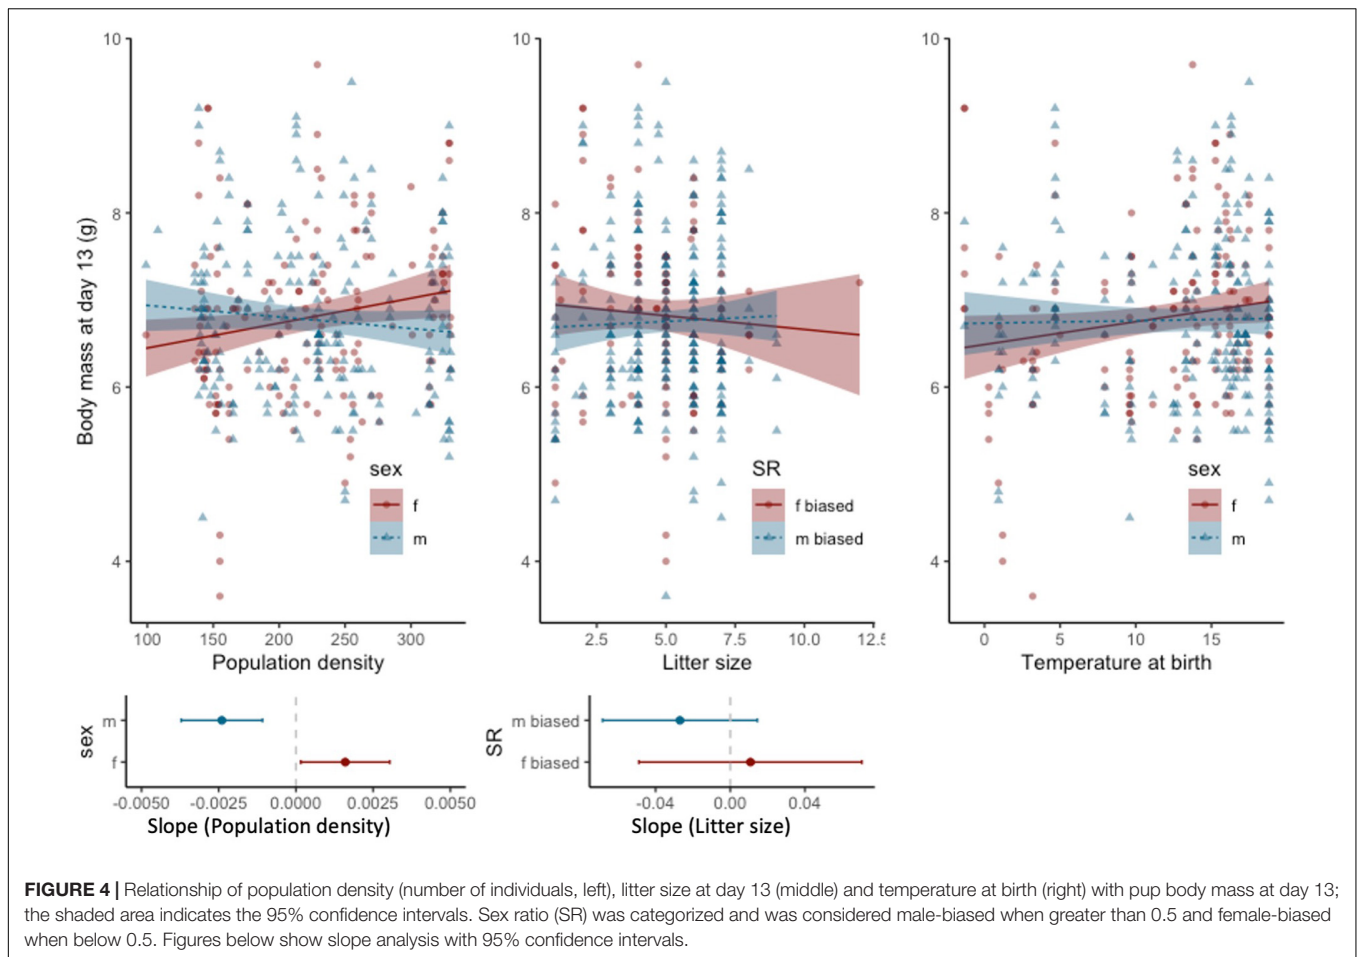 10
8
6
4
Body mass at day 13 (g)
100 150 200 250 300
Population density
sex
f
m
10
8
6
4
2.5 5.0 7.5 10.0 12.5
Litter size
SR
f biased
m biased
10
8
6
4
0 5 10 15
Temperature at birth
sex
f
m
sex
m
f
-0.0050 -0.0025 0.0000 0.0025 0.0050
Slope (Population density)
SR
m biased
f biased
-0.04 0.00 0.04
Slope (Litter size)
FIGURE 4 | Relationship of population density (number of individuals, left), litter size at day 13 (middle) and temperature at birth (right) with pup body mass at day 13;
the shaded area indicates the 95% confidence intervals. Sex ratio (SR) was categorized and was considered male-biased when greater than 0.5 and female-biased
when below 0.5. Figures below show slope analysis with 95% confidence intervals.